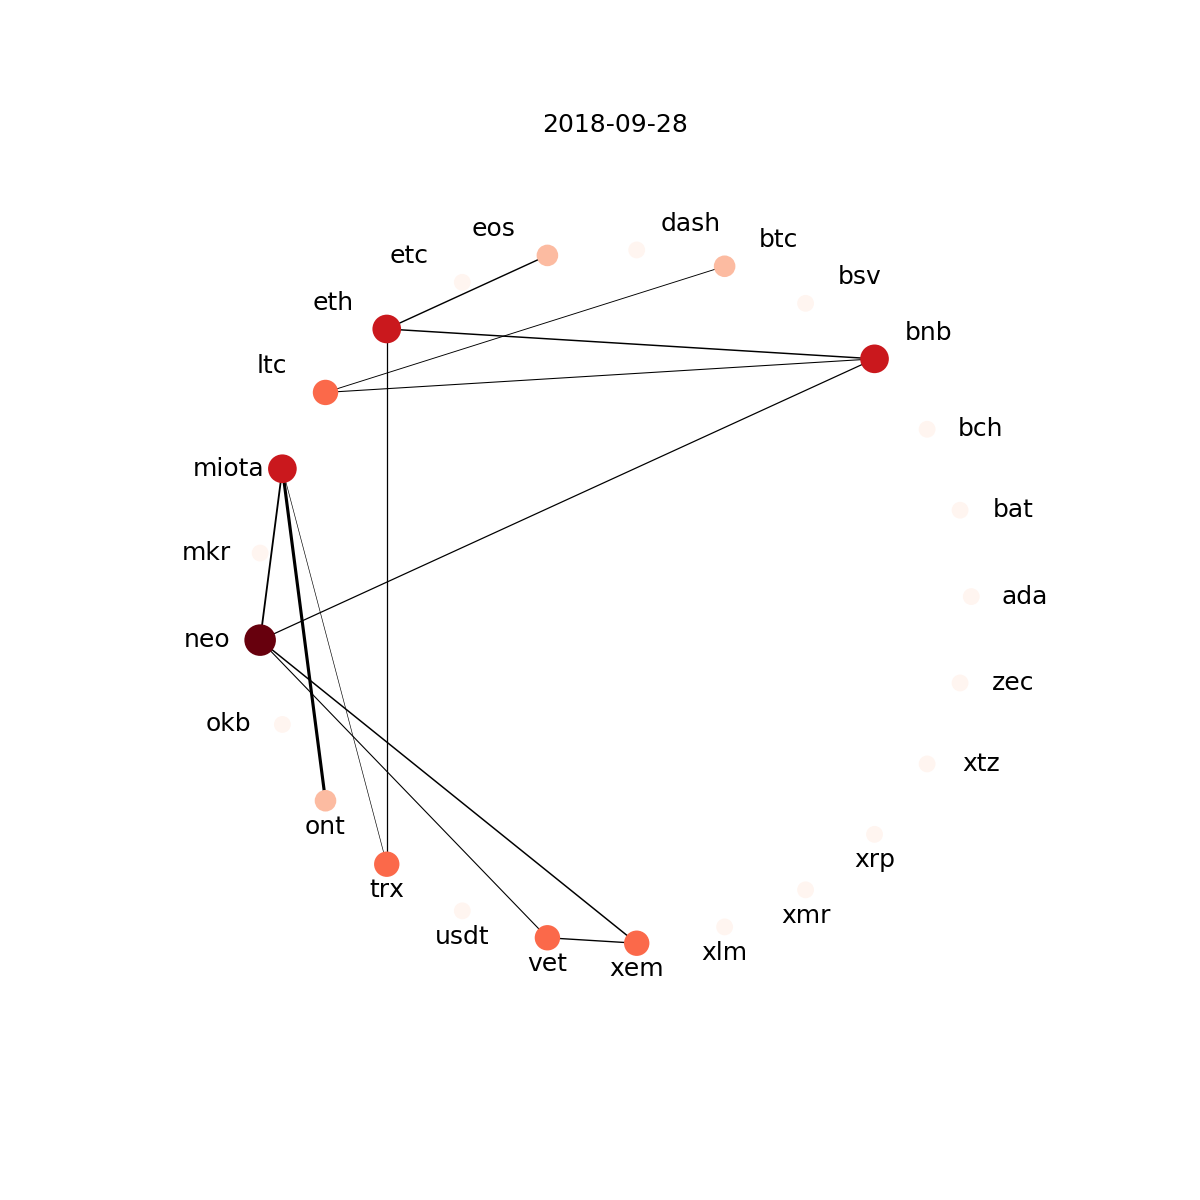 2018-09-28
dash
eos
btc
etc
bsv
eth
bnb
ltc
bch
miota
bat
mkr
ada
neo
zec
okb
xtz
ont
xrp
trx
xmr
usdt
xlm
vet
xem